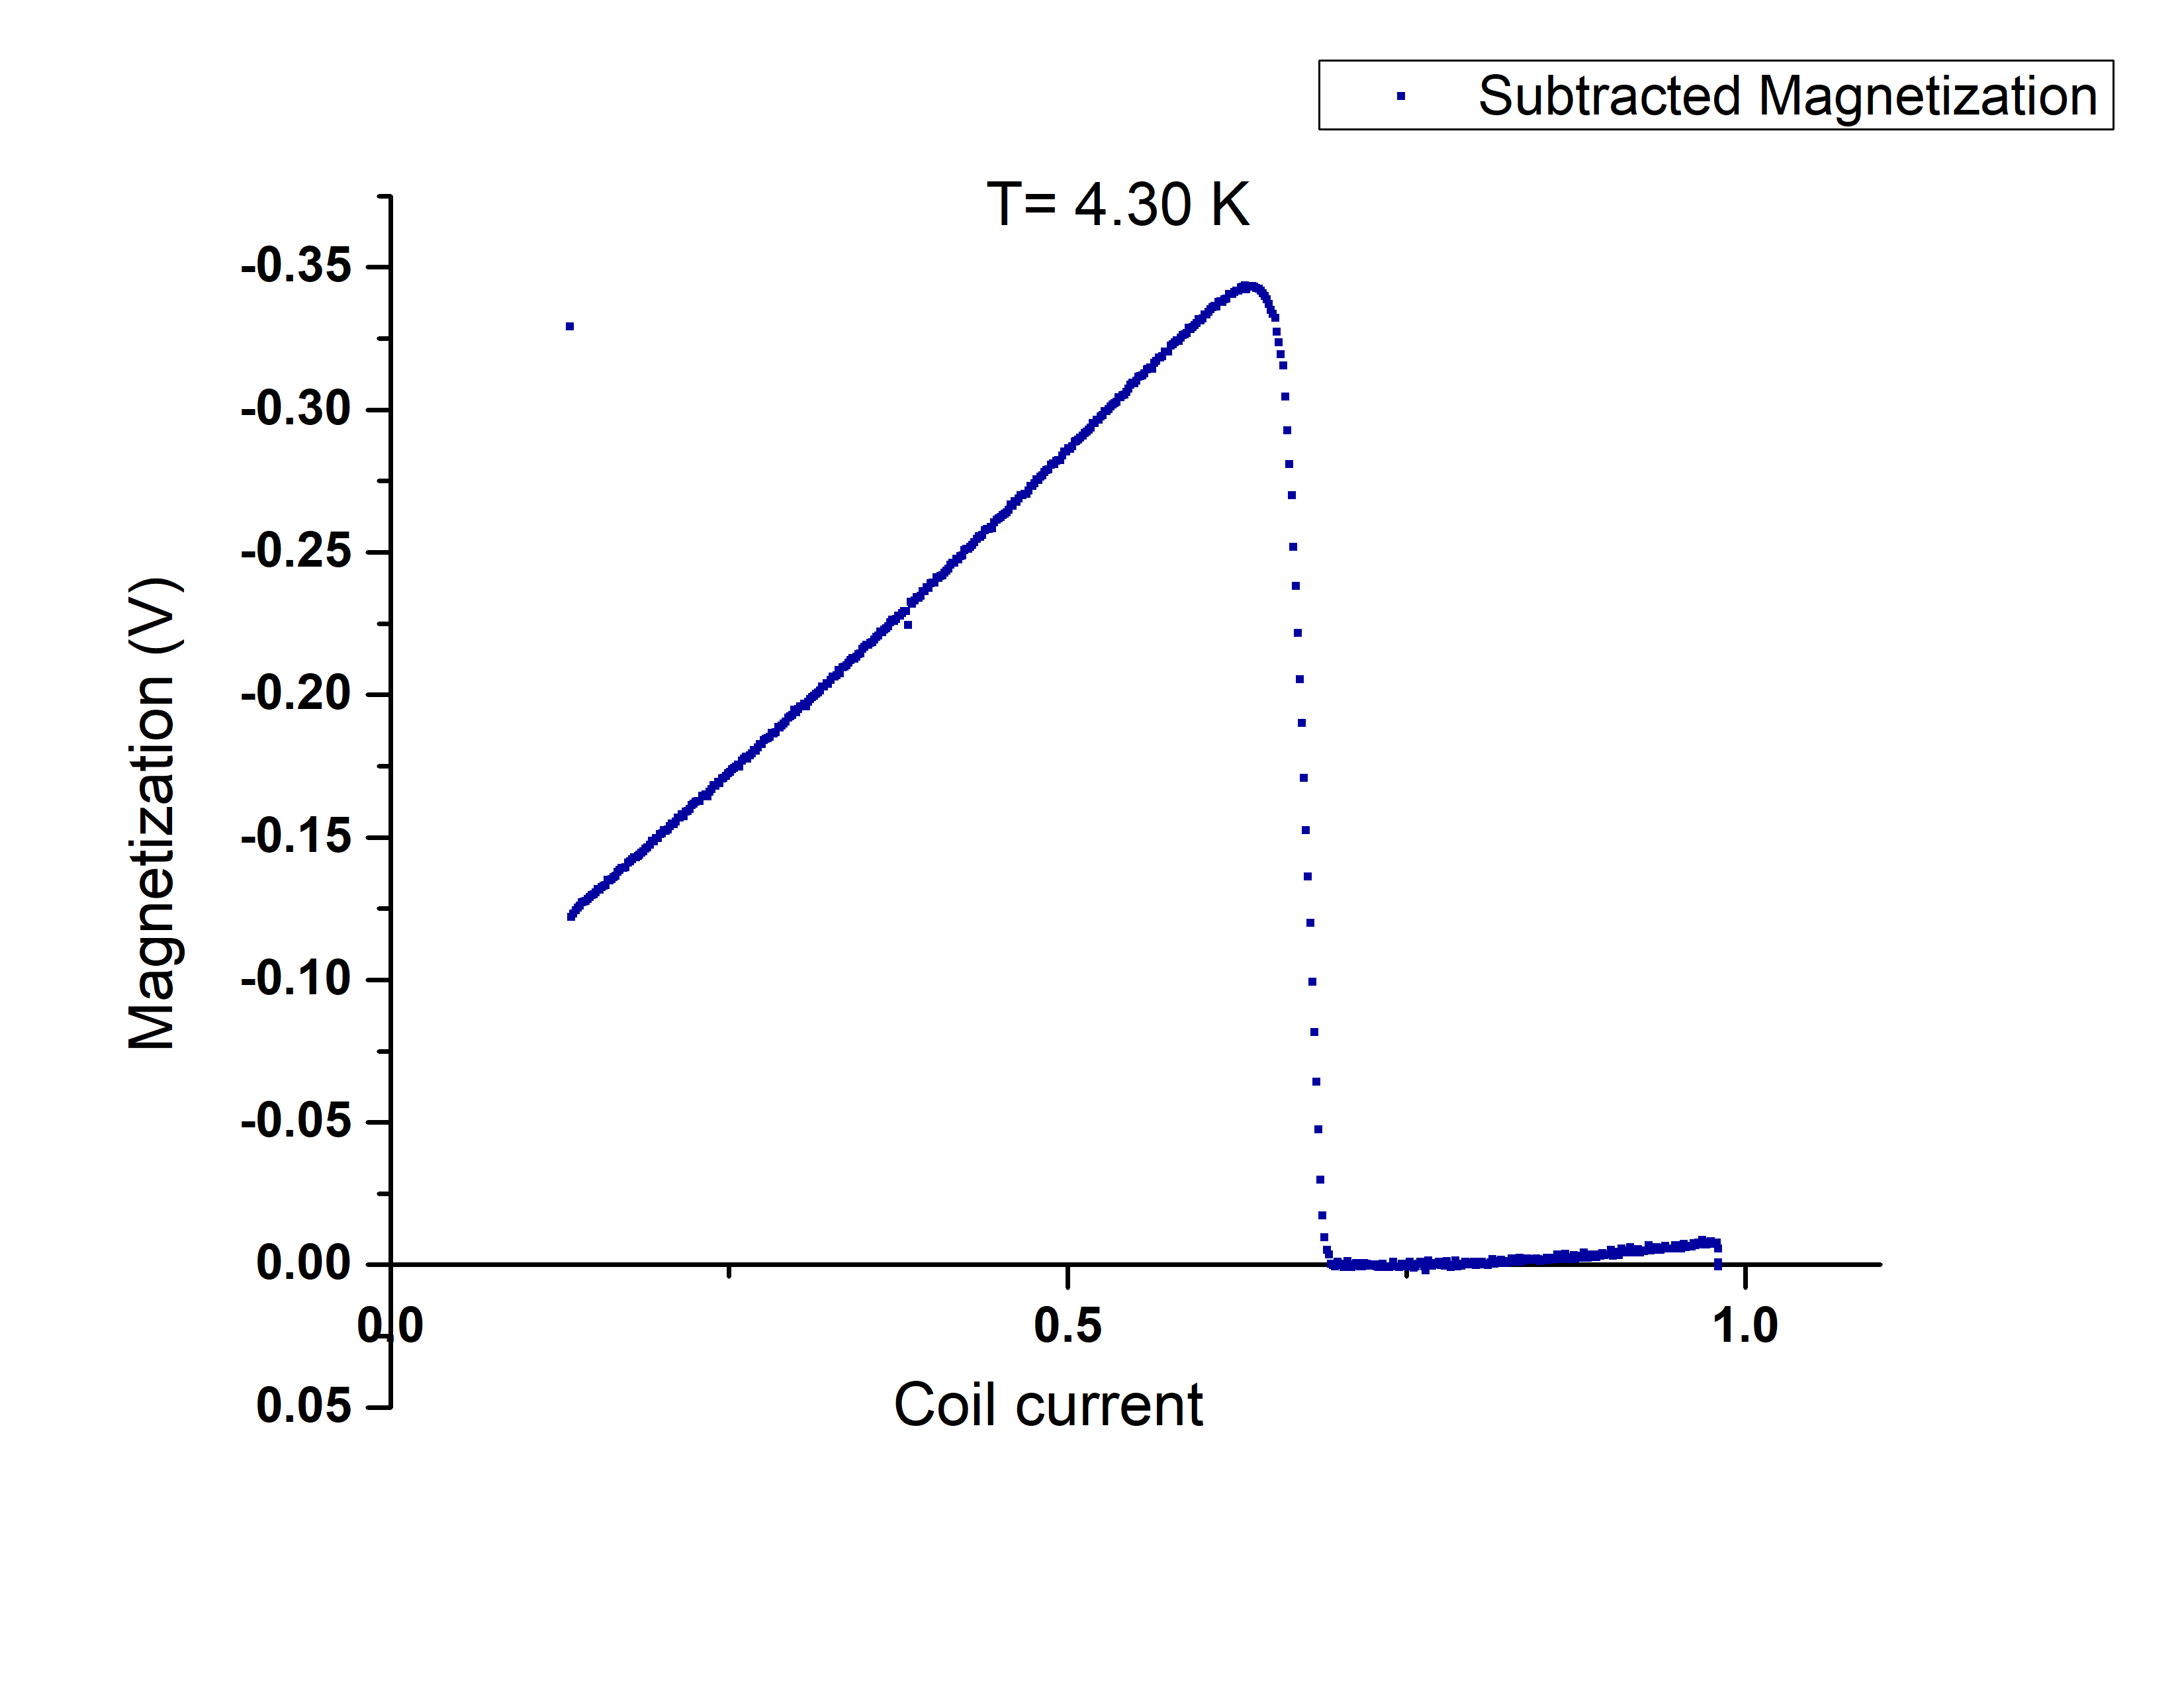 Subtracted Magnetization
T= 4.30 K
-0.35
-0.30
-0.25
-0.20
-0.15
-0.10
-0.05
0.00
0.05
Magnetization (V)
0.0 0.5 1.0
Coil current